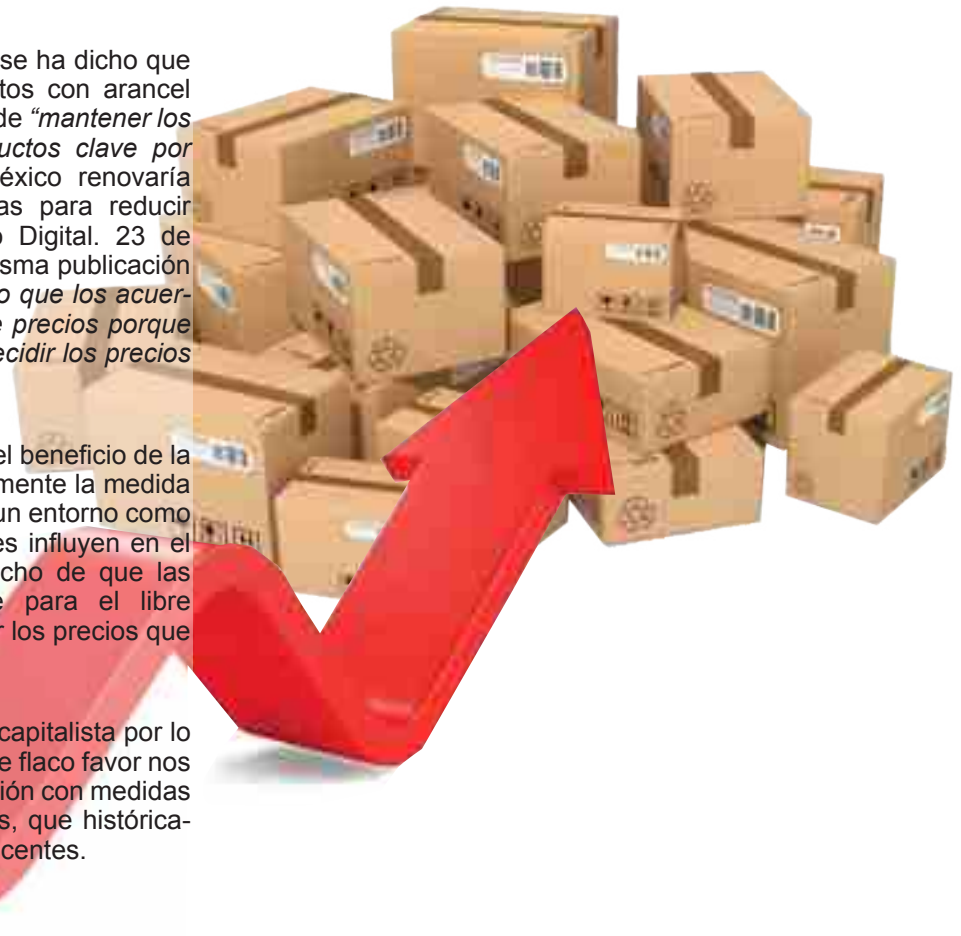 se ha dicho que
tos con arancel
de “mantener los
uctos clave por
éxico renovaría
as para reducir
o Digital. 23 de
isma publicación
o que los acuer-
e precios porque
ecidir los precios
el beneficio de la
mente la medida
un entorno como
es influyen en el
cho de que las
e para el libre
r los precios que
capitalista por lo
e flaco favor nos
ión con medidas
s, que histórica-
centes.